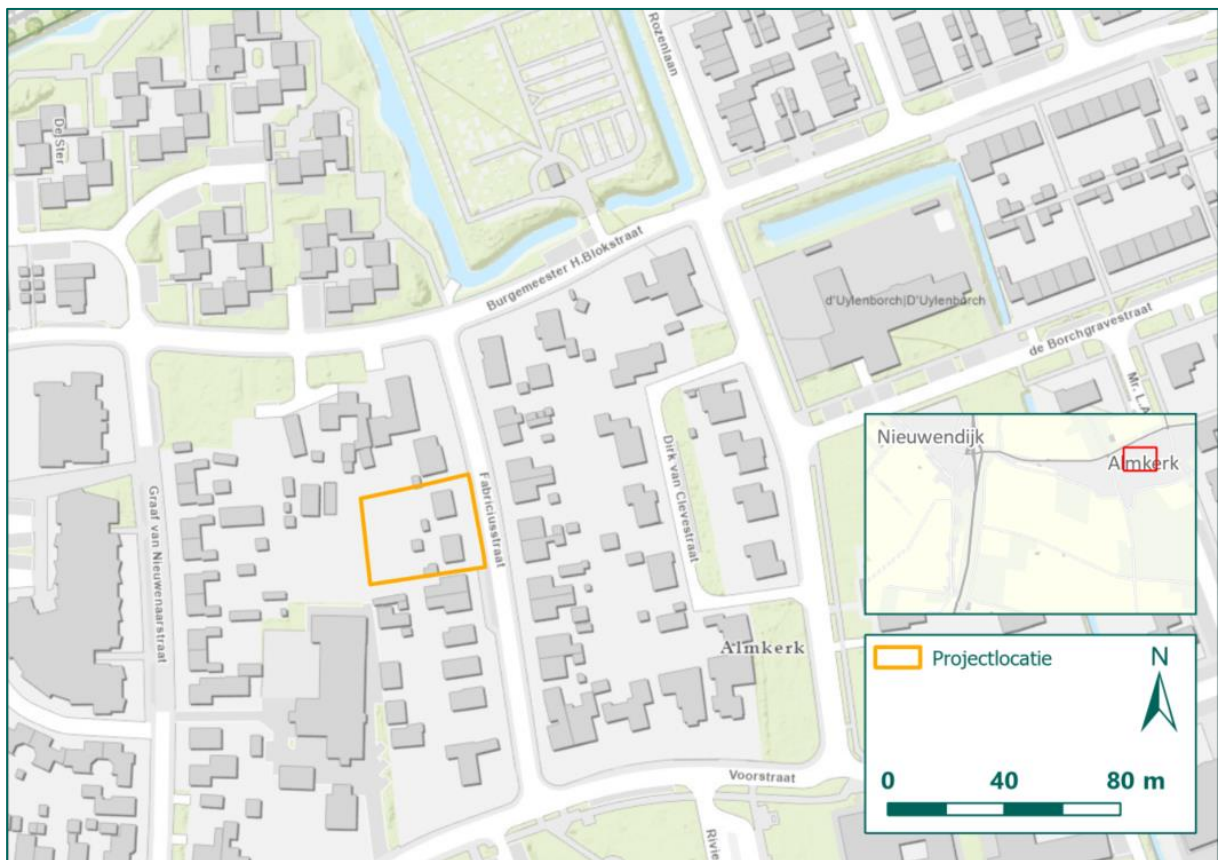 Rozenlaan
De Ster
Burgemeester H.Blokstraat
d'Uylenborch|D'Uylenborch
de Borchgravestraat
Mr. L.A
Nieuwendijk
Almkerk
Dirk van Clevestraat
Fabriciusstraat
Graaf van Nieuwenaarstraat
Almkerk
Projectlocatie
N
0 40 80 m
Voorstraat
Rivie